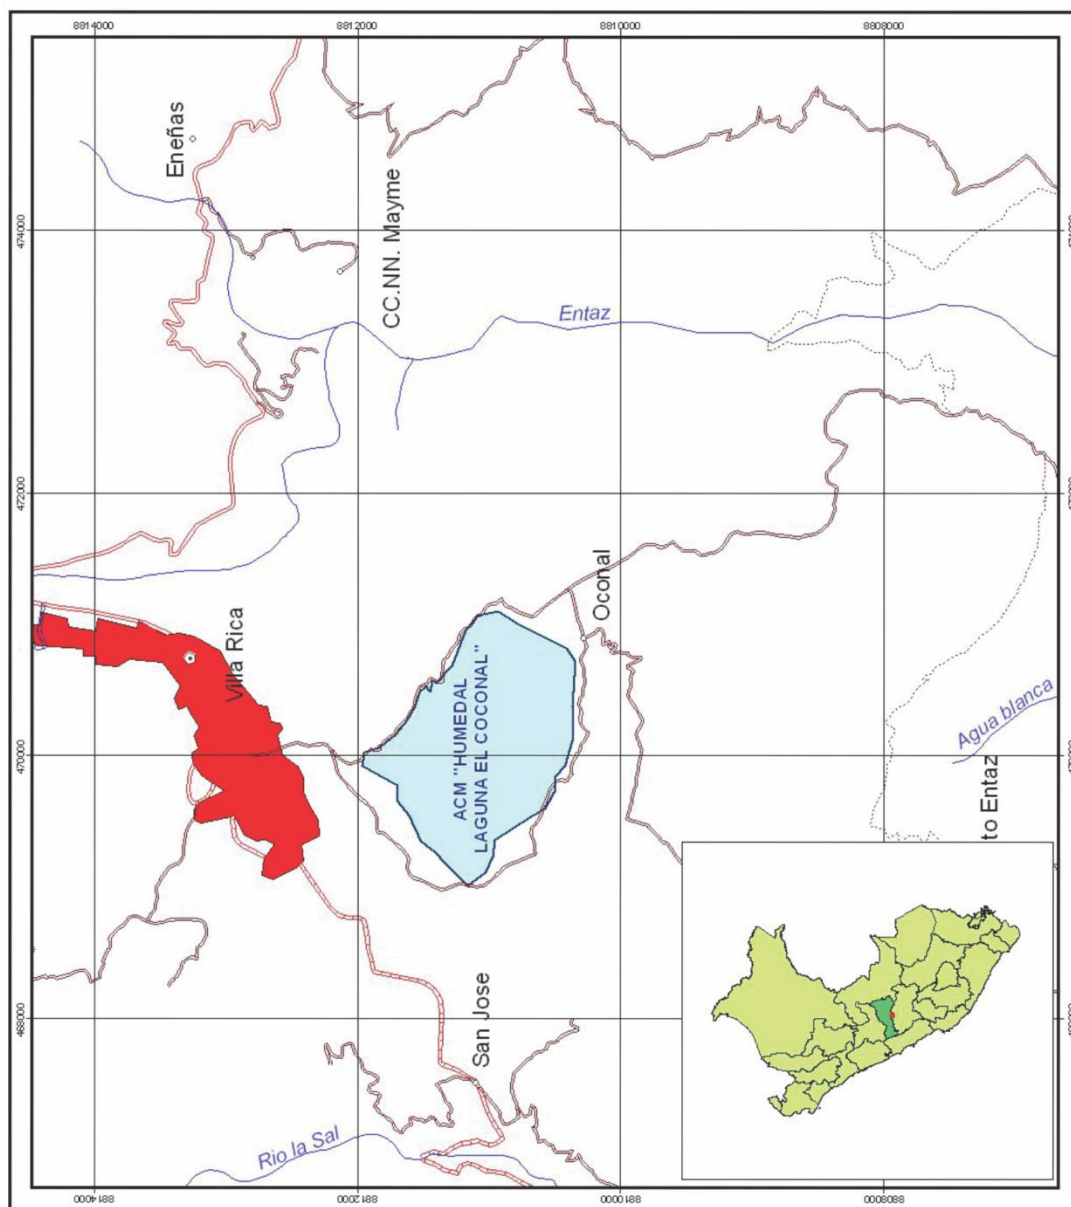 8814000
8812000
8810000
8808000
Eneñas
474000
CC.NN. Mayme
Entaz
472000
Oconal
Villa Rica
ACM "HUMEDAL
LAGUNA EL COCONAL"
470000
Agua blanca
to Entaz
468000
San Jose
Rio la Sal
8814000
8812000
8810000
8808000